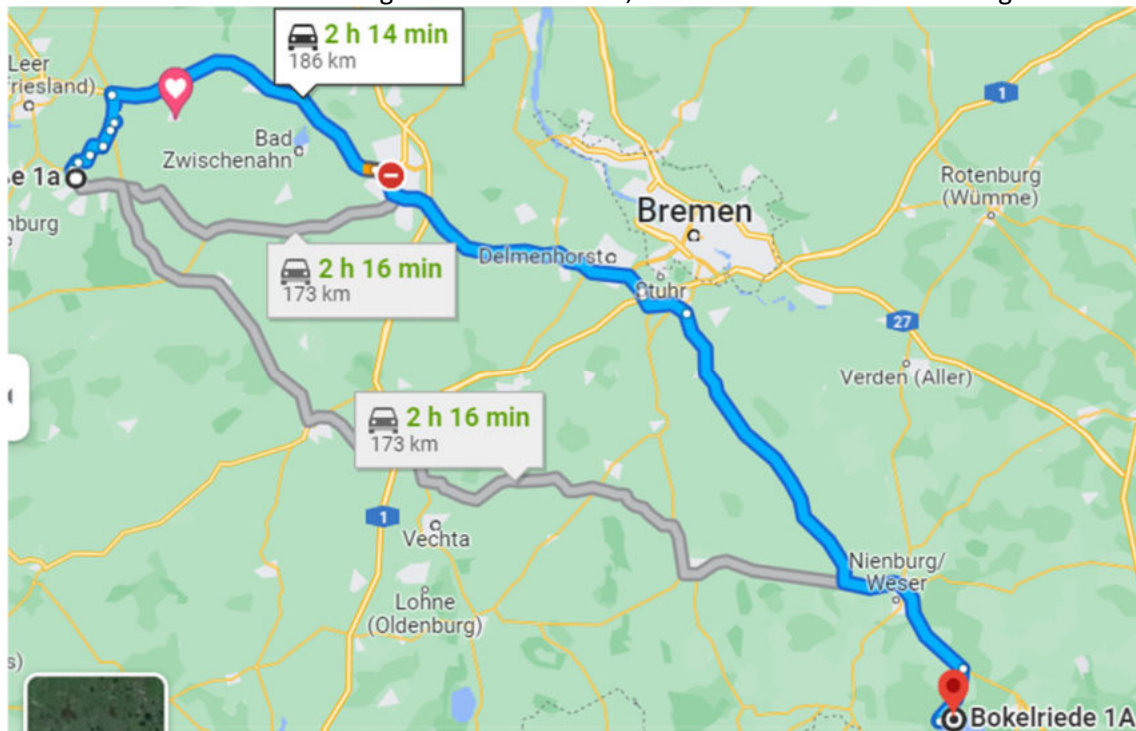 2 h 14 min
186 km
Leer
riesland)
1
Bad
Zwischenahn
e 1a
Rotenburg
(Wümme)
nburg
Bremen
Delmenhorst
2 h 16 min
173 km
Stuhr
27
Verden (Aller)
2 h 16 min
173 km
1
Vechta
Nienburg/
Weser
Lohne
(Oldenburg)
s)
Bokelriede 1A